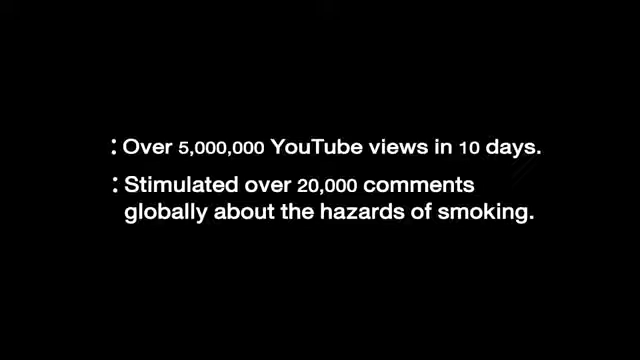 : Over 5,000,000 YouTube views in 10 days.
: Stimulated over 20,000 comments
globally about the hazards of smoking.